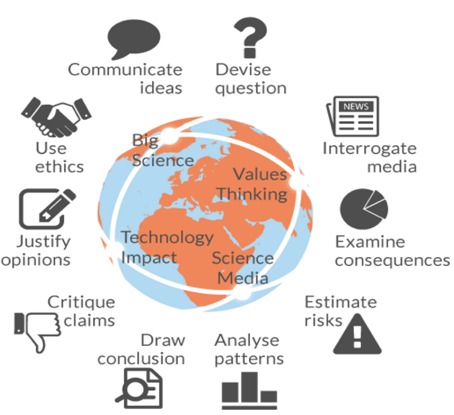 Communicate
ideas
Devise
question
NEWS
Use
ethics
Interrogate
media
Big
Science
Values
Thinking
Justify
opinions
Examine
consequences
Technology
Impact
Science
Media
Critique
claims
Estimate
risks
Draw
conclusion
Analyse
patterns